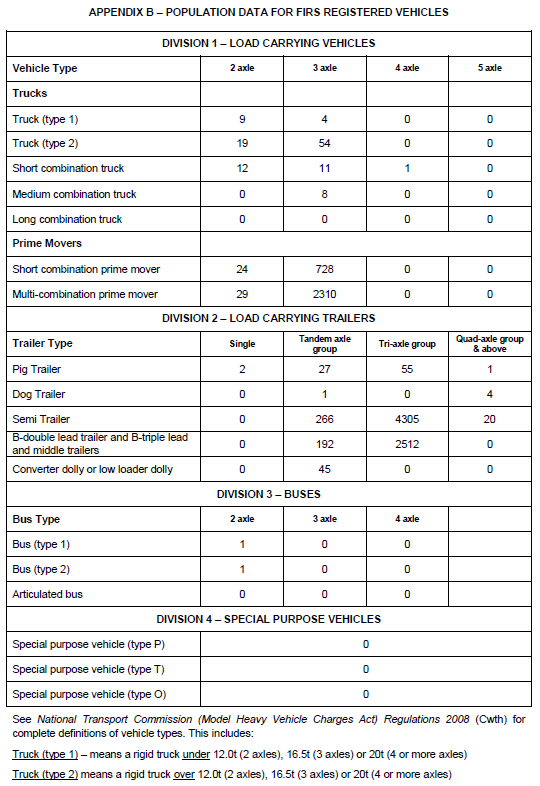 APPENDIX B – POPULATION DATA FOR FIRS REGISTERED VEHICLES
DIVISION 1 – LOAD CARRYING VEHICLES
Vehicle Type 2 axle 3 axle 4 axle 5 axle
Trucks
Truck (type 1) 9 4 0 0
Truck (type 2) 19 54 0 0
Short combination truck 12 11 1 0
Medium combination truck 0 8 0 0
Long combination truck 0 0 0 0
Prime Movers
Short combination prime mover 24 728 0 0
Multi-combination prime mover 29 2310 0 0
DIVISION 2 – LOAD CARRYING TRAILERS
Trailer Type Single Tandem axle group Tri-axle group Quad-axle group & above
Pig Trailer 2 27 55 1
Dog Trailer 0 1 0 4
Semi Trailer 0 266 4305 20
B-double lead trailer and B-triple lead
and middle trailers 0 192 2512 0
Converter dolly or low loader dolly 0 45 0 0
DIVISION 3 – BUSES
Bus Type 2 axle 3 axle 4 axle
Bus (type 1) 1 0 0
Bus (type 2) 1 0 0
Articulated bus 0 0 0
DIVISION 4 – SPECIAL PURPOSE VEHICLES
Special purpose vehicle (type P) 0
Special purpose vehicle (type T) 0
Special purpose vehicle (type O) 0
See National Transport Commission (Model Heavy Vehicle Charges Act) Regulations 2008 (Cwth) for
complete definitions of vehicle types. This includes:
Truck (type 1) – means a rigid truck under 12.0t (2 axles), 16.5t (3 axles) or 20t (4 or more axles)
Truck (type 2) means a rigid truck over 12.0t (2 axles), 16.5t (3 axles) or 20t (4 or more axles)